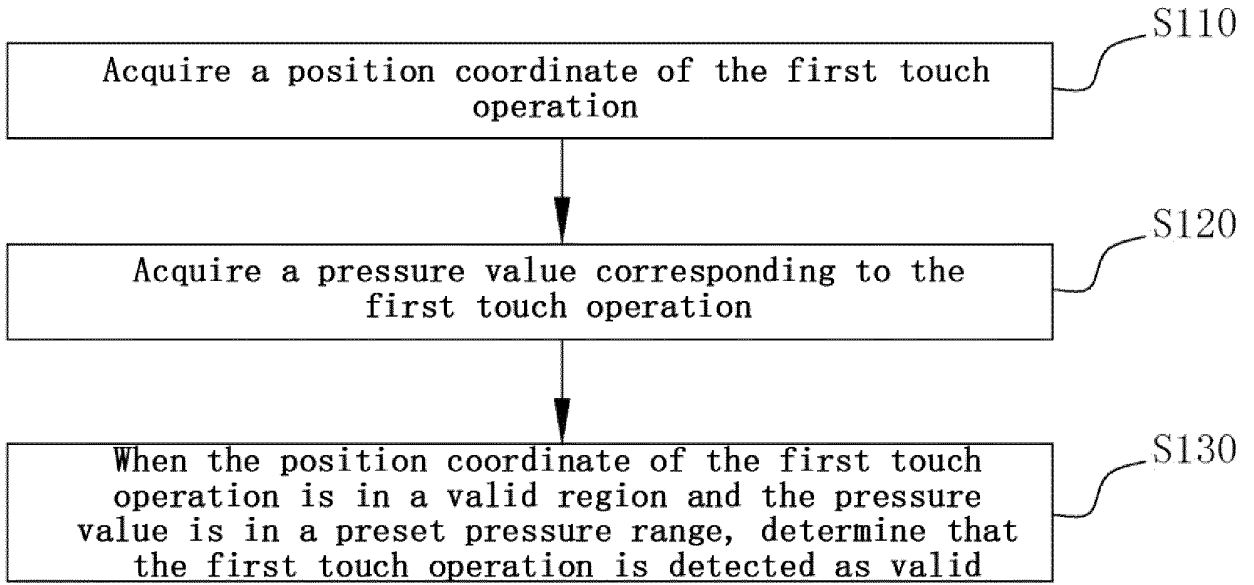 S110
Acquire a position coordinate of the first touch
operation
S120
Acquire a pressure value corresponding to the
first touch operation
S130
When the position coordinate of the first touch
operation is in a valid region and the pressure
value is in a preset pressure range, determine that
the first touch operation is detected as valid